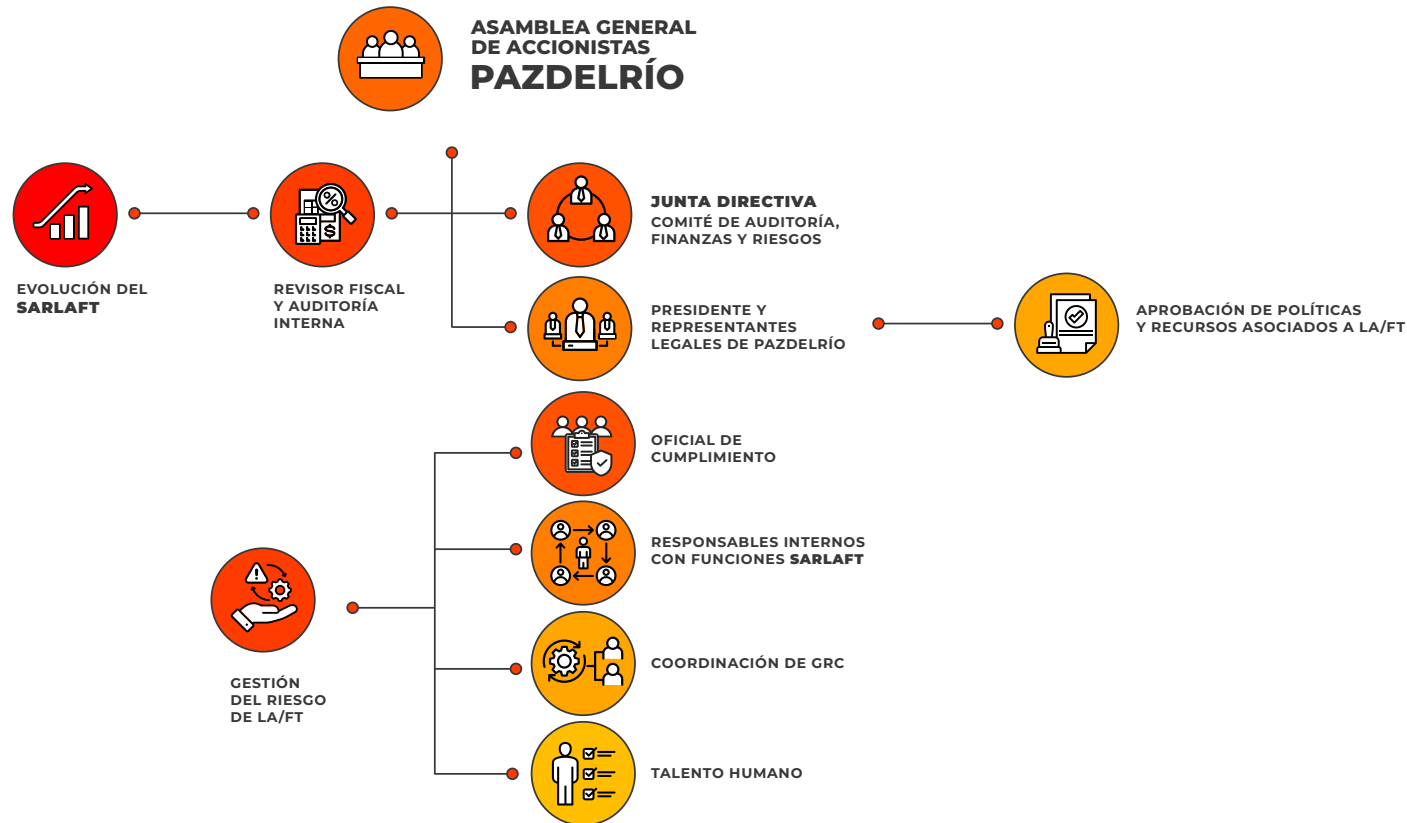 ASAMBLEA GENERAL
DE ACCIONISTAS
PAZDELRÍO
EVOLUCIÓN DEL
SARLAFT
REVISOR FISCAL
Y AUDITORÍA
INTERNA
JUNTA DIRECTIVA
COMITÉ DE AUDITORÍA,
FINANZAS Y RIESGOS
PRESIDENTE Y
REPRESENTANTES
LEGALES DE PAZDELRÍO
APROBACIÓN DE POLÍTICAS
Y RECURSOS ASOCIADOS A LA/FT
OFICIAL DE
CUMPLIMIENTO
RESPONSABLES INTERNOS
CON FUNCIONES SARLAFT
GESTIÓN
DEL RIESGO
DE LA/FT
COORDINACIÓN DE GRC
TALENTO HUMANO